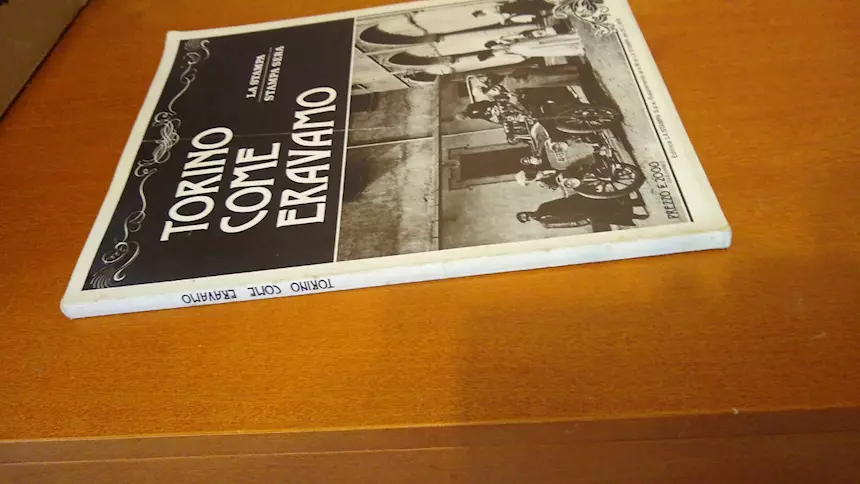 TORINO
COME
ERAVAMO
LA STAMPA
STAMPA SERA
PREZZO £ 2000
TORINO COME ERAVAMO